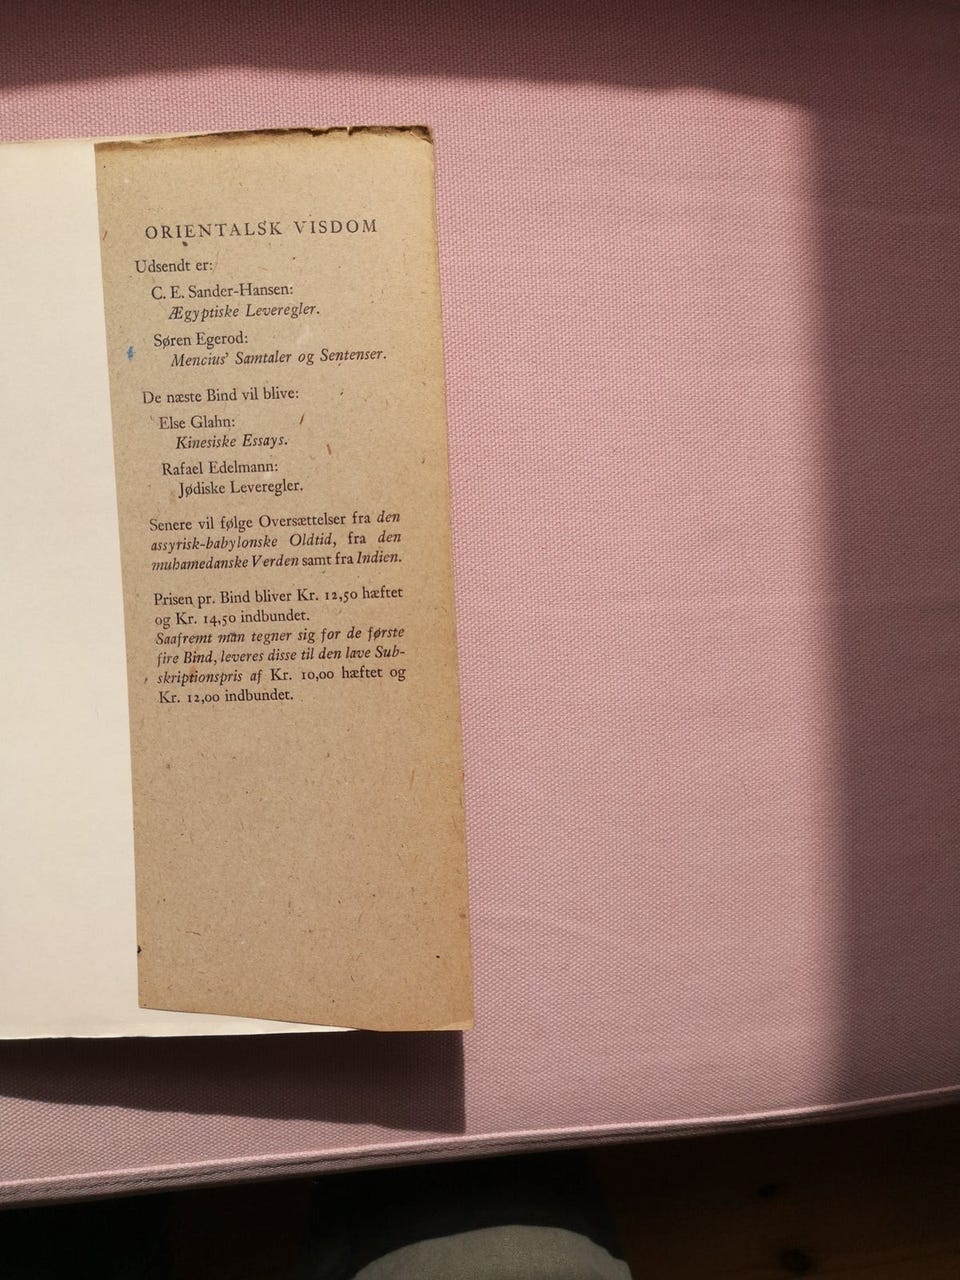 ORIENTALSK VISDOM
Udsendt er:
C. E. Sander-Hansen:
Ægyptiske Leveregler.
Søren Egerod:
Mencius' Samtaler og Sentenser.
De næste Bind vil blive:
Else Glahn:
Kinesiske Essays.
Rafael Edelmann:
Jødiske Leveregler.
Senere vil følge Oversættelser fra den
assyrisk-babylonske Oldtid, fra den
muhamedanske Verden samt fra Indien.
Prisen pr. Bind bliver Kr. 12,50 hæftet
og Kr. 14,50 indbundet.
Saafremt man tegner sig for de første
fire Bind, leveres disse til den lave Sub-
skriptionspris af Kr. 10,00 hæftet og
Kr. 12,00 indbundet.